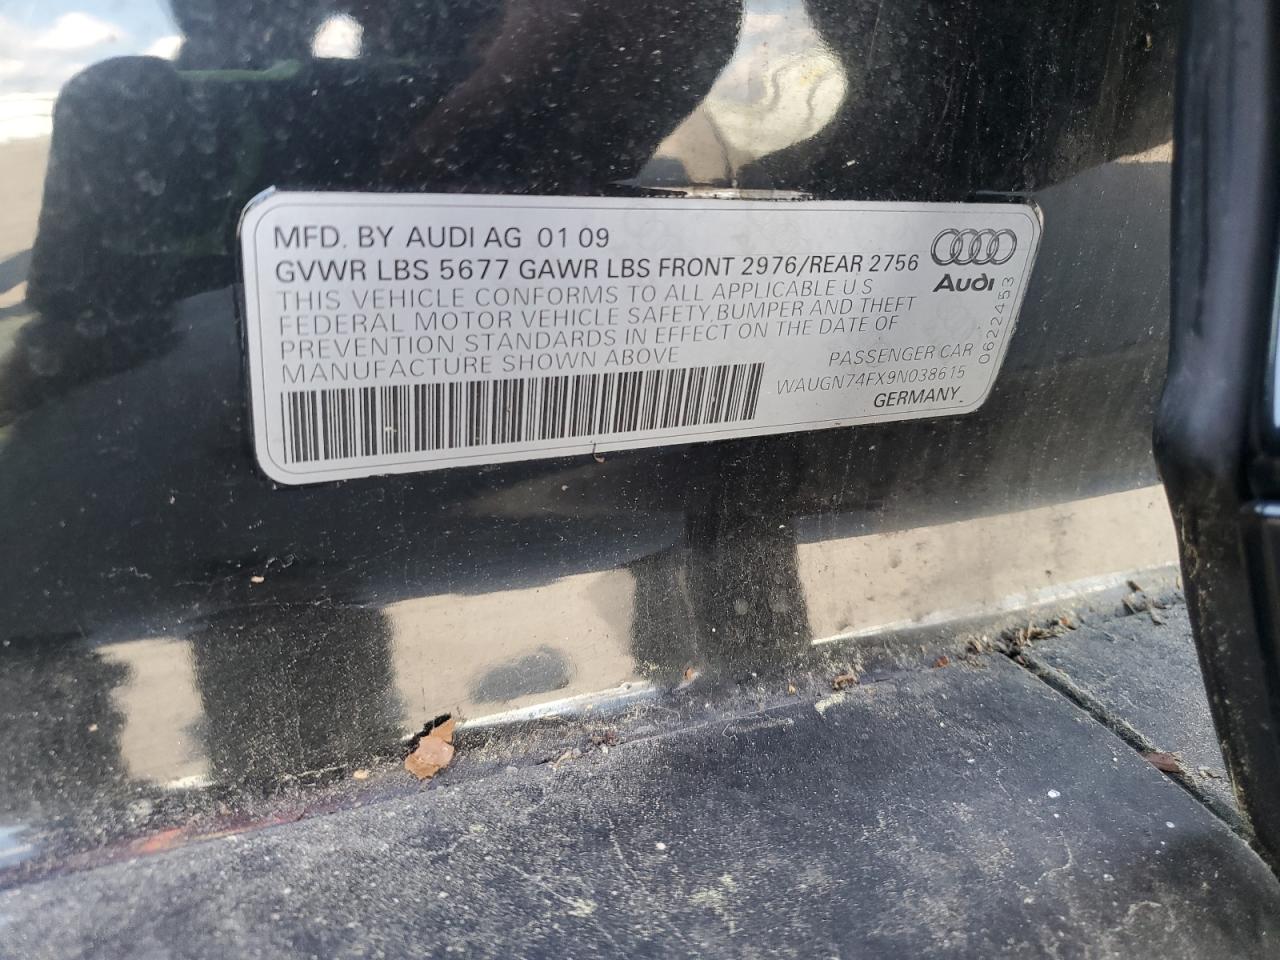 MFD. BY AUDI AG 01 09
GVWR LBS 5677 GAWR LBS FRONT 2976/REAR 2756
THIS VEHICLE CONFORMS TO ALL APPLICABLE U.S
FEDERAL MOTOR VEHICLE SAFETY, BUMPER AND THEFT
PREVENTION STANDARDS IN EFFECT ON THE DATE OF
MANUFACTURE SHOWN ABOVE
PASSENGER CAR
WAUGN74FX9N038615
GERMANY
Audi
0622453